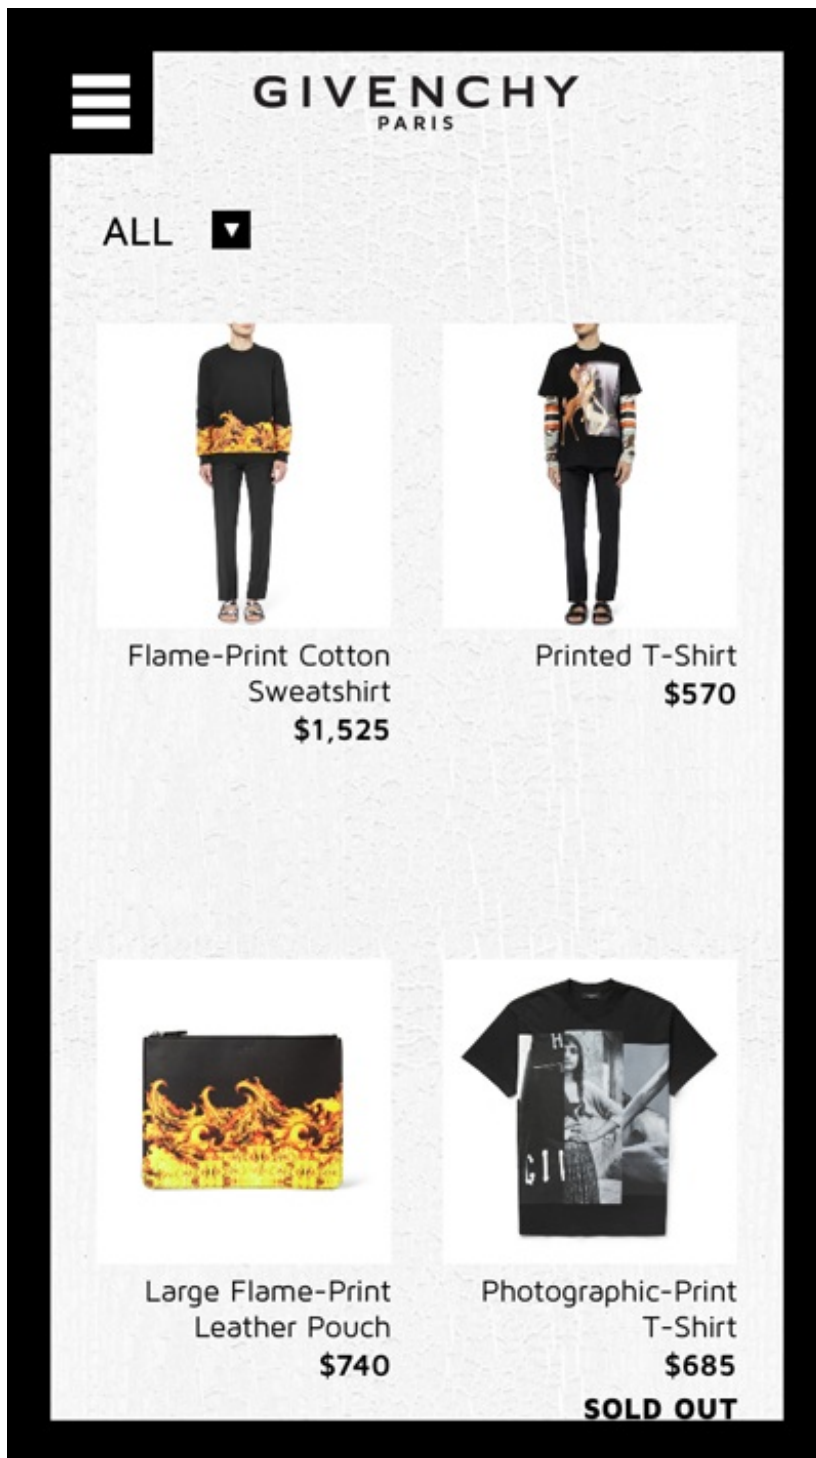 GIVENCHY
PARIS
ALL
Flame-Print Cotton
Sweatshirt
$1,525
Printed T-Shirt
$570
Large Flame-Print
Leather Pouch
$740
H
GII
Photographic-Print
T-Shirt
$685
SOLD OUT